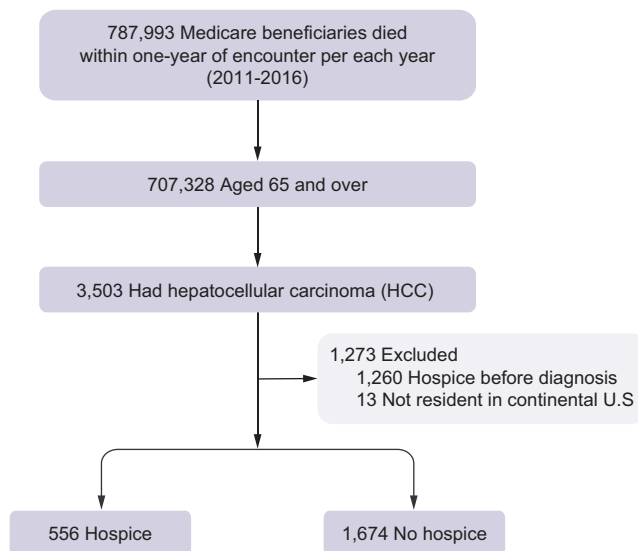 787,993 Medicare beneficiaries died
within one-year of encounter per each year
(2011-2016)
707,328 Aged 65 and over
3,503 Had hepatocellular carcinoma (HCC)
1,273 Excluded
1,260 Hospice before diagnosis
13 Not resident in continental U.S
556 Hospice
1,674 No hospice